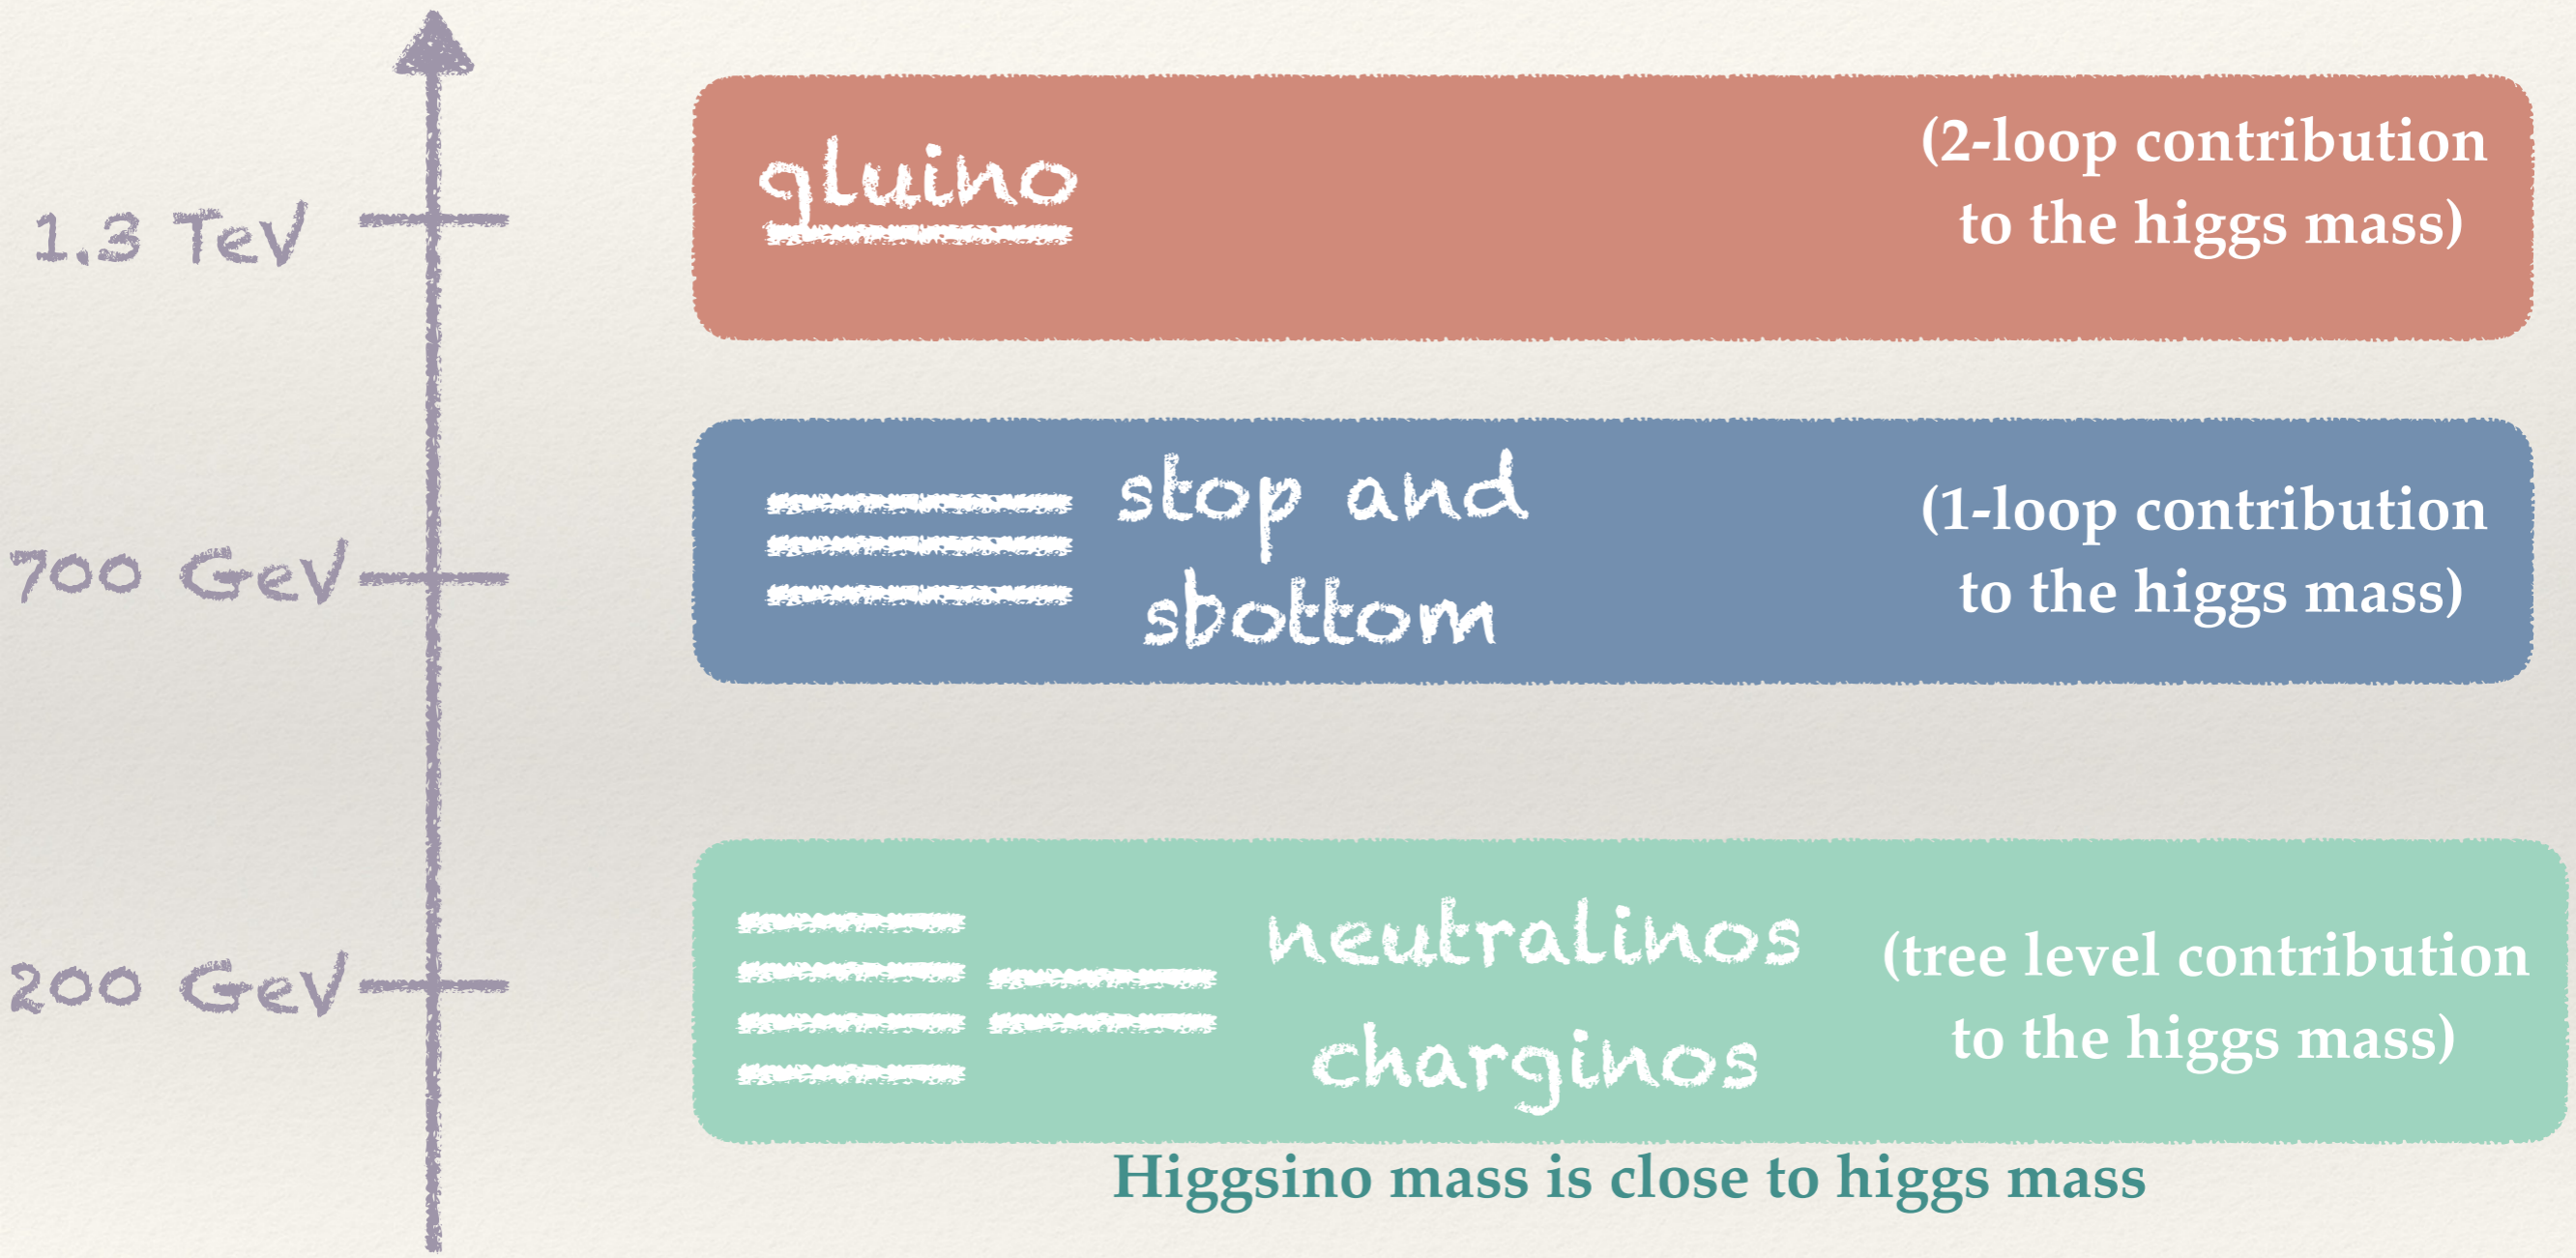 1.3 TeV
gluino
(2-loop contribution
to the higgs mass)
700 GeV
stop and
sbottom
(1-loop contribution
to the higgs mass)
200 GeV
neutralinos
charginos
(tree level contribution
to the higgs mass)
Higgsino mass is close to higgs mass